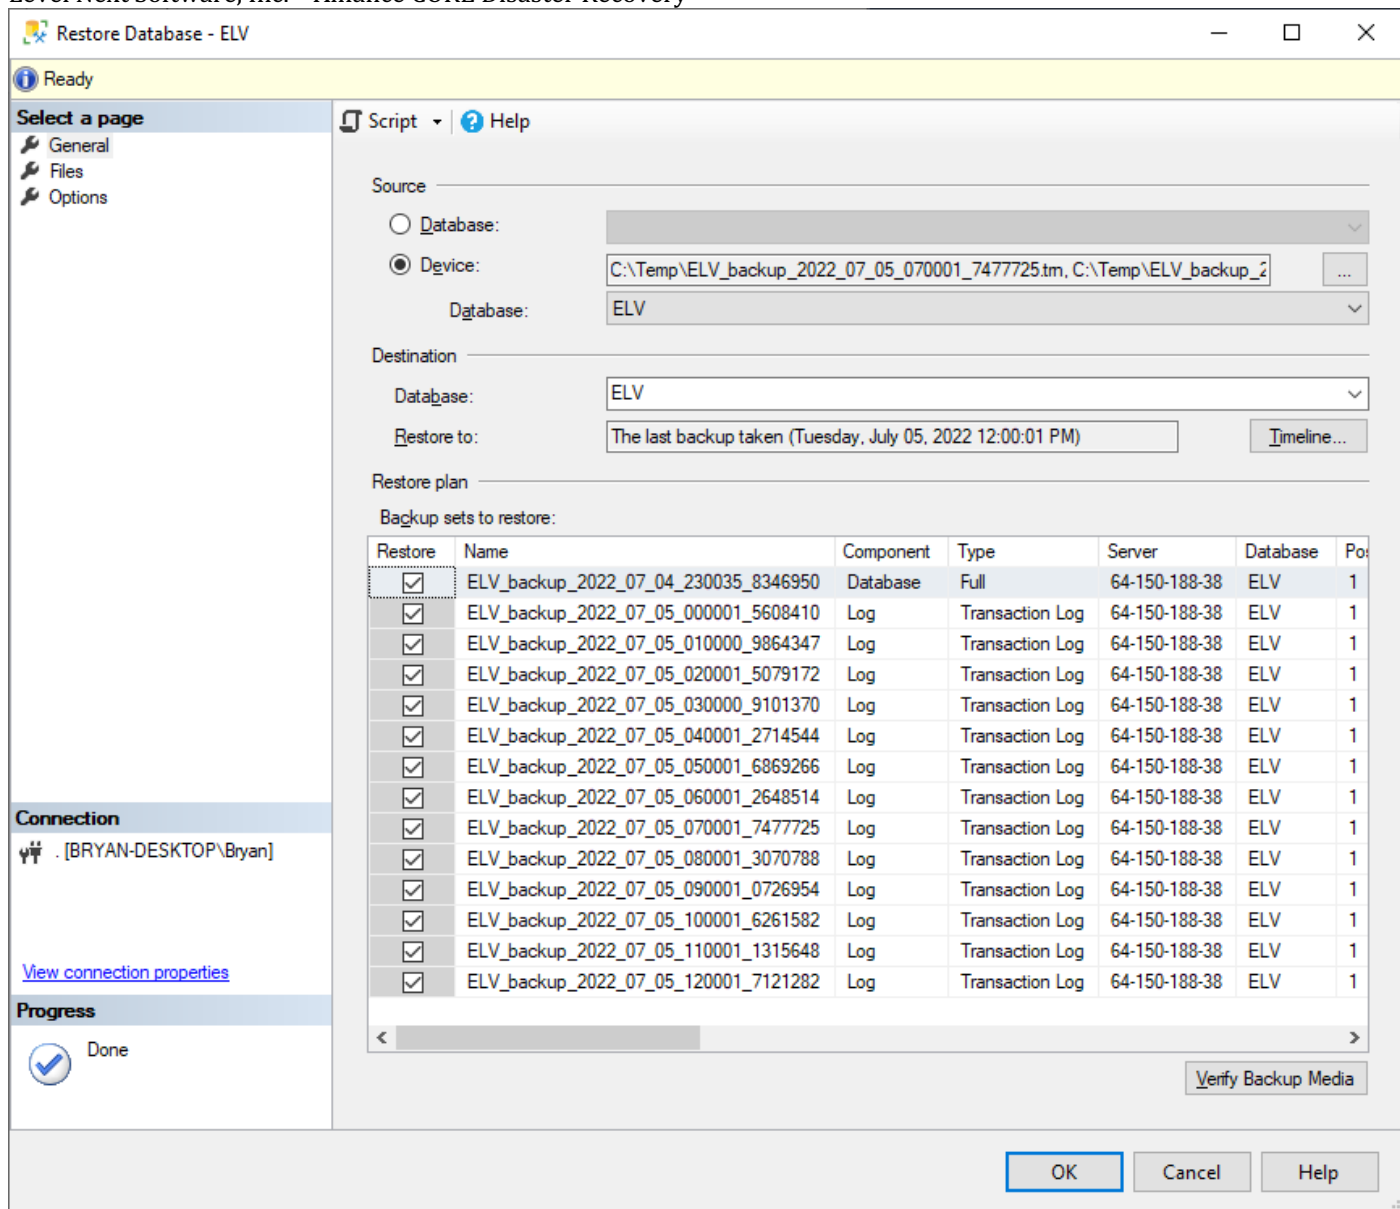 Level Next Software, Inc. - Alliance CORE Disaster Recovery
Restore Database - ELV
Ready
Select a page
General
Files
Options
Script
Help
Source
Database:
Device:
C:\Temp\ELV_backup_2022_07_05_070001_7477725.trn, C:\Temp\ELV_backup_2
...
Database:
ELV
Destination
Database:
ELV
Restore to:
The last backup taken (Tuesday, July 05, 2022 12:00:01 PM)
Timeline...
Restore plan
Backup sets to restore:
Restore Name Component Type Server Database Pos
ELV_backup_2022_07_04_230035_8346950 Database Full 64-150-188-38 ELV 1
ELV_backup_2022_07_05_000001_5608410 Log Transaction Log 64-150-188-38 ELV 1
ELV_backup_2022_07_05_010000_9864347 Log Transaction Log 64-150-188-38 ELV 1
ELV_backup_2022_07_05_020001_5079172 Log Transaction Log 64-150-188-38 ELV 1
ELV_backup_2022_07_05_030000_9101370 Log Transaction Log 64-150-188-38 ELV 1
ELV_backup_2022_07_05_040001_2714544 Log Transaction Log 64-150-188-38 ELV 1
ELV_backup_2022_07_05_050001_6869266 Log Transaction Log 64-150-188-38 ELV 1
ELV_backup_2022_07_05_060001_2648514 Log Transaction Log 64-150-188-38 ELV 1
ELV_backup_2022_07_05_070001_7477725 Log Transaction Log 64-150-188-38 ELV 1
ELV_backup_2022_07_05_080001_3070788 Log Transaction Log 64-150-188-38 ELV 1
ELV_backup_2022_07_05_090001_0726954 Log Transaction Log 64-150-188-38 ELV 1
ELV_backup_2022_07_05_100001_6261582 Log Transaction Log 64-150-188-38 ELV 1
ELV_backup_2022_07_05_110001_1315648 Log Transaction Log 64-150-188-38 ELV 1
ELV_backup_2022_07_05_120001_7121282 Log Transaction Log 64-150-188-38 ELV 1
Verify Backup Media
Connection
. [BRYAN-DESKTOP\Bryan]
View connection properties
Progress
Done
OK
Cancel
Help